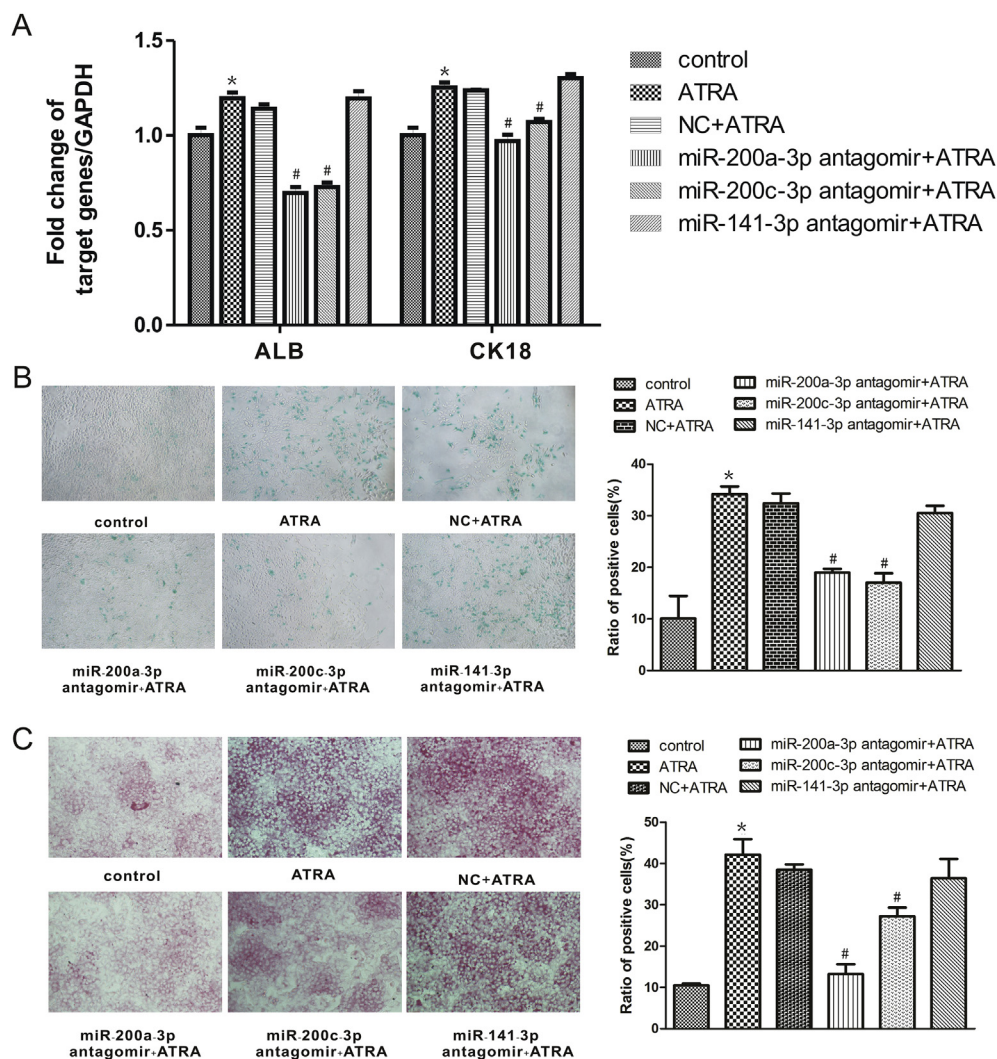 A
Fold change of
target genes/GAPDH
1.5
1.0
0.5
0.0
*
#
#
*
#
#
ALB
CK18
control
ATRA
NC+ATRA
miR-200a-3p antagomir+ATRA
miR-200c-3p antagomir+ATRA
miR-141-3p antagomir+ATRA
B
control
ATRA
NC+ATRA
miR-200a-3p
antagomir+ATRA
miR-200c-3p
antagomir+ATRA
miR-141-3p
antagomir+ATRA
control
ATRA
NC+ATRA
miR-200a-3p antagomir+ATRA
miR-200c-3p antagomir+ATRA
miR-141-3p antagomir+ATRA
Ratio of positive cells(%)
40
30
20
10
0
*
#
#
C
control
ATRA
NC+ATRA
miR-200a-3p
antagomir+ATRA
miR-200c-3p
antagomir+ATRA
miR-141-3p
antagomir+ATRA
control
ATRA
NC+ATRA
miR-200a-3p antagomir+ATRA
miR-200c-3p antagomir+ATRA
miR-141-3p antagomir+ATRA
Ratio of positive cells(%)
50
40
30
20
10
0
*
#
#